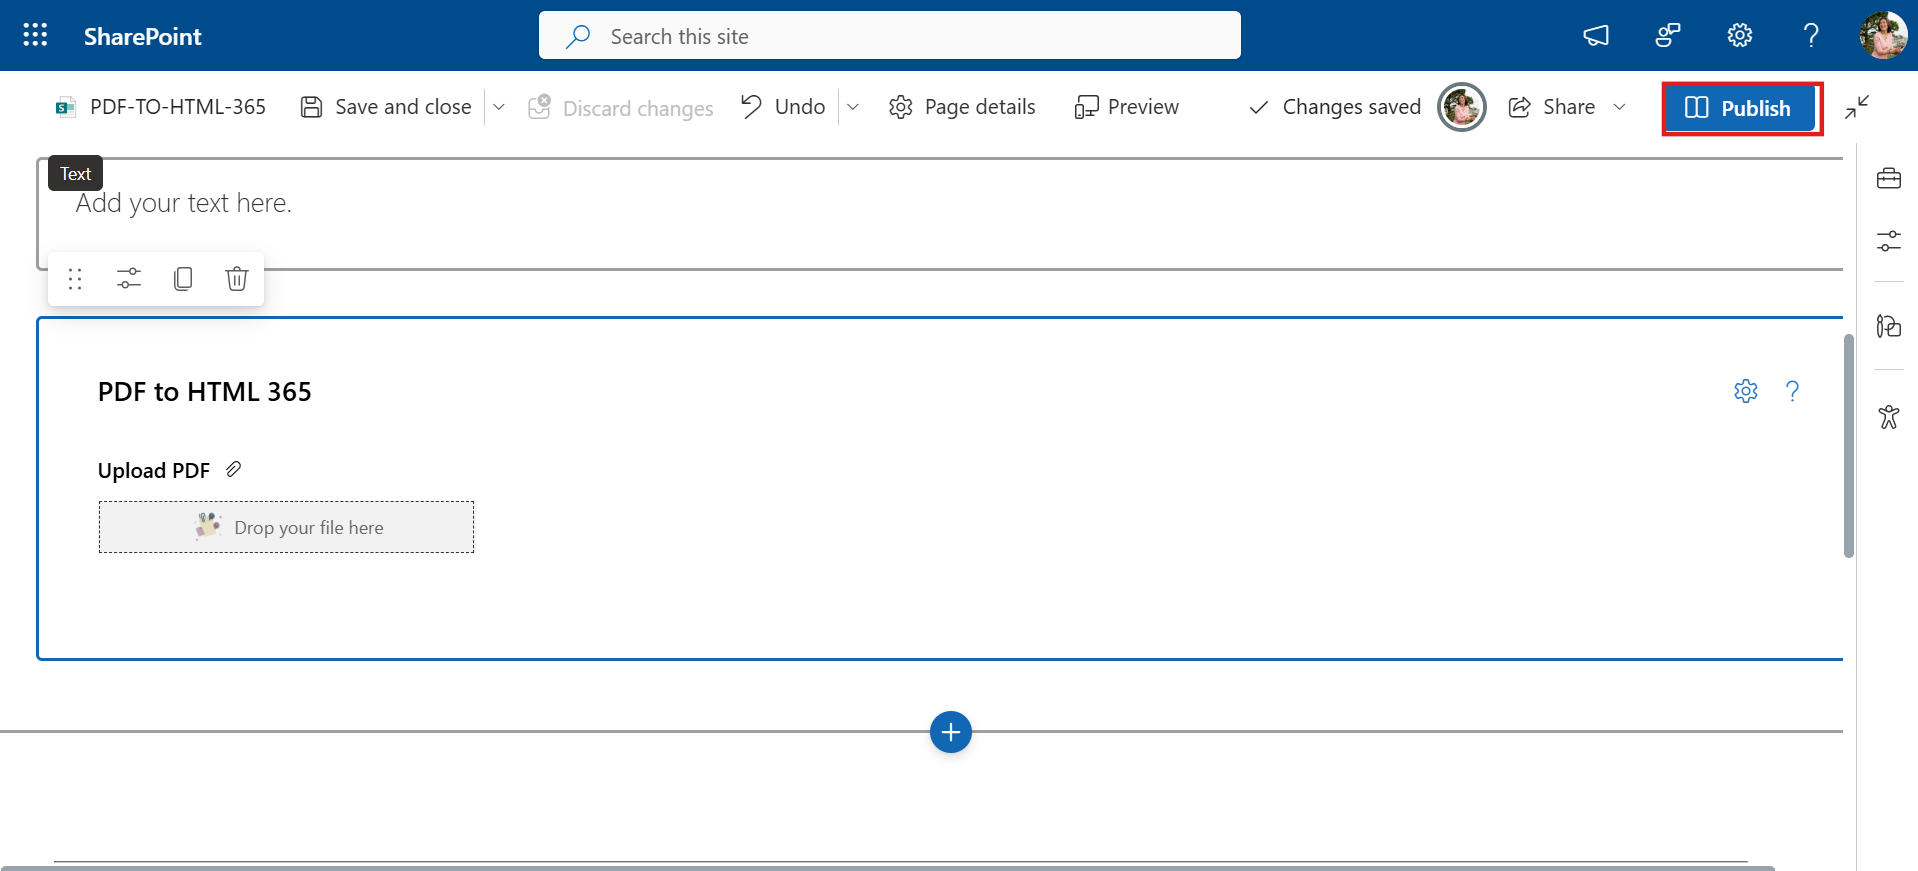 SharePoint
Search this site
PDF-TO-HTML-365
Save and close
Discard changes
Undo
Page details
Preview
Changes saved
Share
Publish
Text
Add your text here.
PDF to HTML 365
Upload PDF
Drop your file here